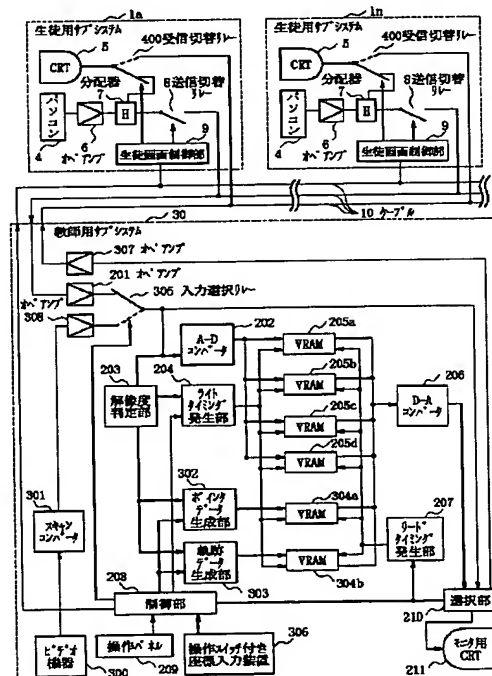 1a
生徒用サブシステム
5
400受信切替リレー
CRT
分配器
7
8送信切替リレー
H
パソコン
4
6
オペアンプ
9
生徒画面制御部
1n
生徒用サブシステム
5
400受信切替リレー
CRT
分配器
7
8送信切替リレー
H
パソコン
4
6
オペアンプ
9
生徒画面制御部
30
10 ケーブル
教師用サブシステム
307 オペアンプ
201 オペアンプ
オペアンプ
308
305 入力選択リレー
A-Dコンバータ
202
205a
VRAM
205b
VRAM
205c
VRAM
205d
VRAM
203
解像度判定部
204
ライトタイミング発生部
D-Aコンバータ
206
302
ポインタデータ生成部
304a
VRAM
207
リードタイミング発生部
301
スキャンコンバータ
軌跡データ生成部
303
304b
VRAM
208
制御部
選択部
210
ビデオ機器
300
操作パネル
209
操作スイッチ付き座標入力装置
306
モニタ用CRT
211